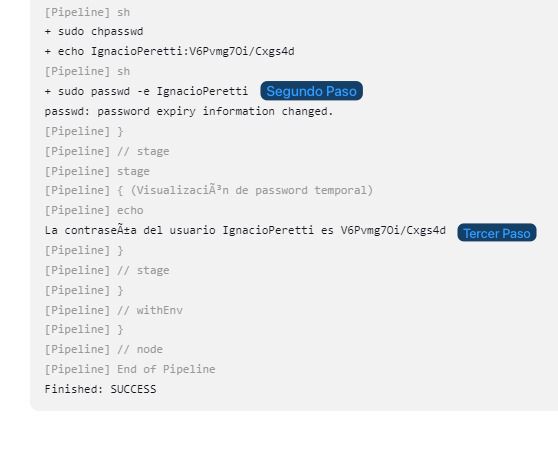 [Pipeline] sh
+ sudo chpasswd
+ echo IgnacioPeretti:V6Pvmg7Oi/Cxgs4d
[Pipeline] sh
+ sudo passwd -e IgnacioPeretti Segundo Paso
passwd: password expiry information changed.
[Pipeline] }
[Pipeline] // stage
[Pipeline] stage
[Pipeline] { (VisualizaciÃ³n de password temporal)
[Pipeline] echo
La contraseÃ±a del usuario IgnacioPeretti es V6Pvmg7Oi/Cxgs4d Tercer Paso
[Pipeline] }
[Pipeline] // stage
[Pipeline] }
[Pipeline] // withEnv
[Pipeline] }
[Pipeline] // node
[Pipeline] End of Pipeline
Finished: SUCCESS